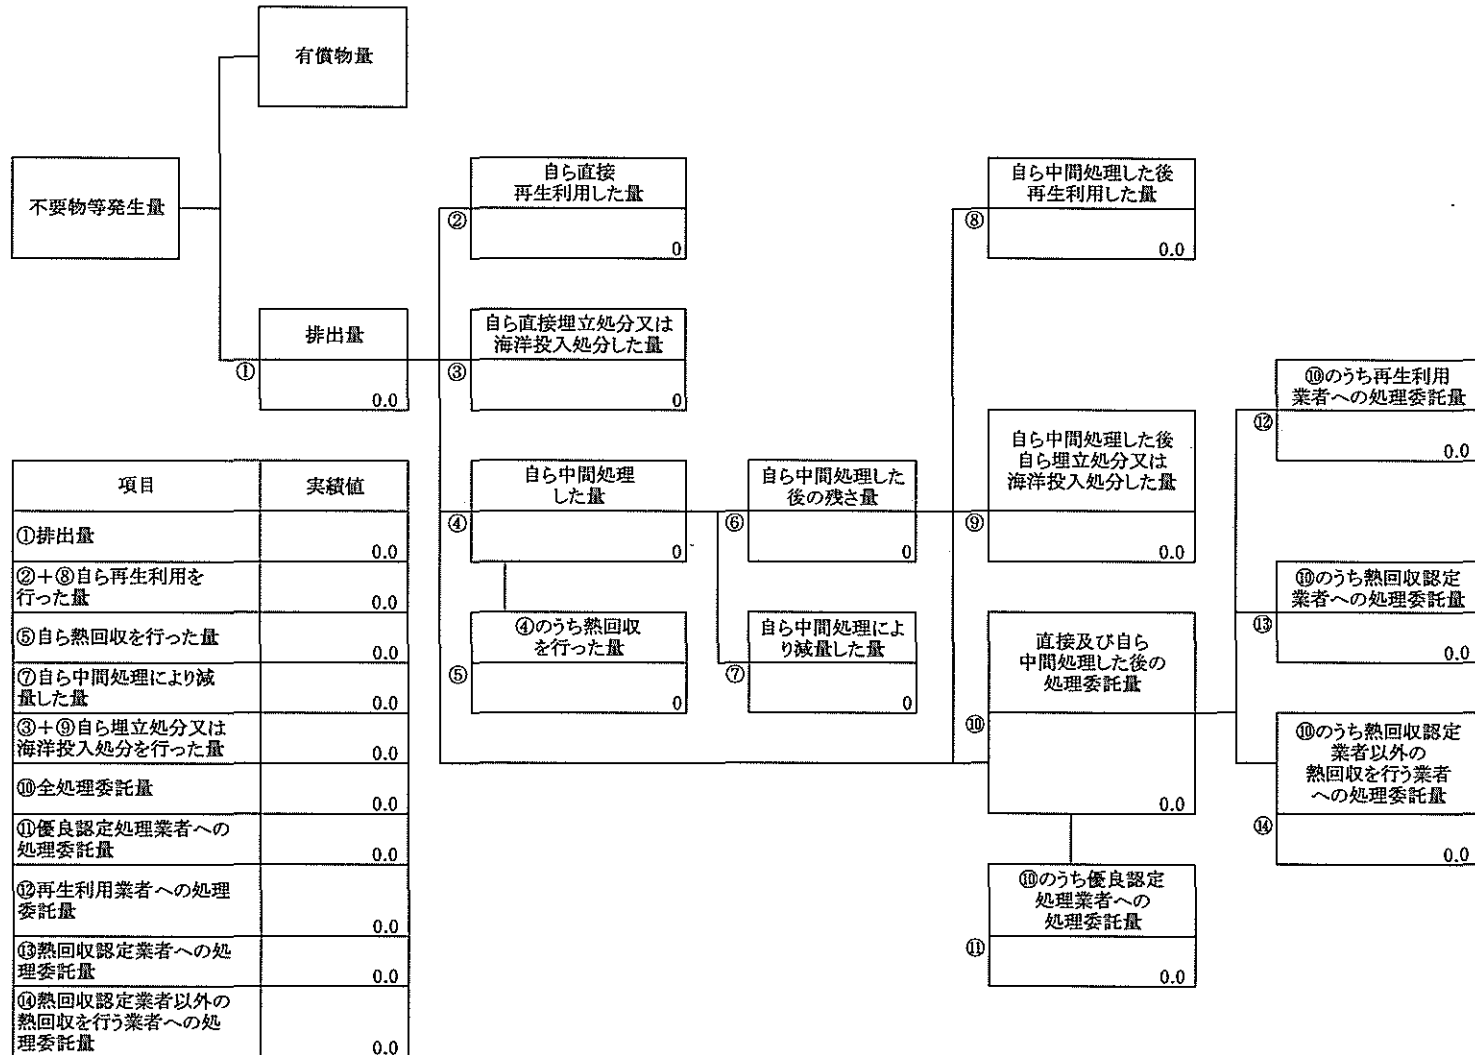 有償物量
不要物等発生量
自ら直接
再生利用した量
②
0
自ら中間処理した後
再生利用した量
⑧
0.0
排出量
①
0.0
自ら直接埋立処分又は
海洋投入処分した量
③
0
⑩のうち再生利用
業者への処理委託量
⑫
0.0
自ら中間処理
した量
④
0
自ら中間処理した
後の残さ量
⑥
0
自ら中間処理した後
自ら埋立処分又は
海洋投入処分した量
⑨
0.0
⑩のうち熱回収認定
業者への処理委託量
⑬
0.0
④のうち熱回収
を行った量
⑤
0
自ら中間処理によ
り減量した量
⑦
0
直接及び自ら
中間処理した後の
処理委託量
⑩
0.0
⑩のうち熱回収認定
業者以外の
熱回収を行う業者
への処理委託量
⑭
0.0
⑩のうち優良認定
処理業者への
処理委託量
⑪
0.0
項目 実績値
①排出量
0.0
②+⑧自ら再生利用を
行った量 0.0
⑤自ら熱回収を行った量
0.0
⑦自ら中間処理により減
量した量 0.0
③+⑨自ら埋立処分又は
海洋投入処分を行った量 0.0
⑩全処理委託量
0.0
⑪優良認定処理業者への
処理委託量 0.0
⑫再生利用業者への処理
委託量
0.0
⑬熱回収認定業者への処
理委託量 0.0
⑭熱回収認定業者以外の
熱回収を行う業者への処
理委託量 0.0